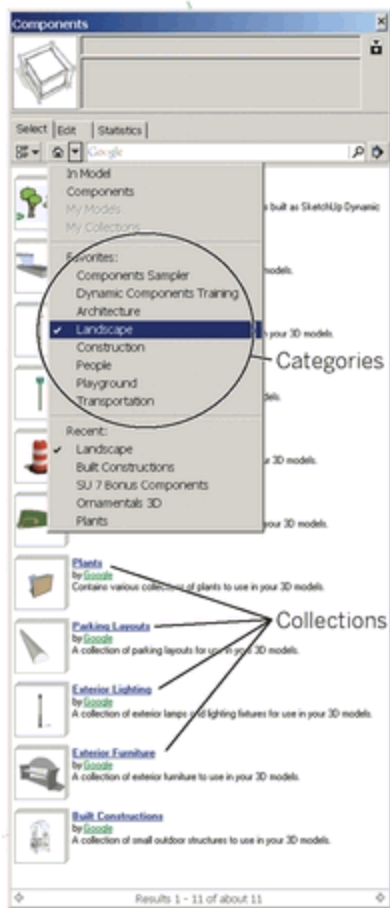 Components
Select Edit Statistics
Google
In Model
Components
My Models
My Collections
built as SketchUp Dynamic
Favorites:
Components Sampler
models.
Dynamic Components Training
Architecture
Landscape
in your 3D models.
Construction
Categories
People
Playground
Transportation
Recent:
Landscape
3D models.
Built Constructions
SU 7 Bonus Components
Ornamentals 3D
Plants
your 3D models.
Plants
by Google
Contains various collections of plants to use in your 3D models.
Collections
Parking Layouts
by Google
A collection of parking layouts for use in your 3D models.
Exterior Lighting
by Google
A collection of exterior lamps and lighting fixtures for use in your 3D models.
Exterior Furniture
by Google
A collection of exterior furniture to use in your 3D models.
Built Constructions
by Google
A collection of small outdoor structures to use in your 3D models.
Results 1 - 11 of about 11